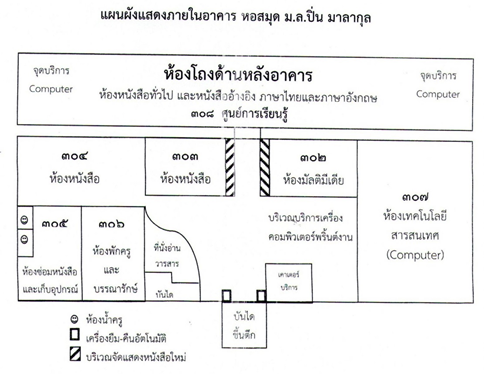 แผนผังแสดงภายในอาคาร หอสมุด ม.ล.ปิ่น มาลากุล
จุดบริการ
Computer
ห้องโถงด้านหลังอาคาร
ห้องหนังสือทั่วไป และหนังสืออ้างอิง ภาษาไทยและภาษาอังกฤษ
๓๐๘ ศูนย์การเรียนรู้
จุดบริการ
Computer
๓๐๔
ห้องหนังสือ
๓๐๓
ห้องหนังสือ
๓๐๒
ห้องมัลติมีเดีย
๓๐๗
ห้องเทคโนโลยี
สารสนเทศ
(Computer)
๓๐๕
ห้องซ่อมหนังสือ
และเก็บอุปกรณ์
๓๐๖
ห้องพักครู
และ
บรรณารักษ์
ที่นั่งอ่าน
วารสาร
บันได
บริเวณบริการเครื่อง
คอมพิวเตอร์พริ้นต์งาน
เคาเตอร์
บริการ
บันได
ขึ้นตึก
ห้องน้ำครู
เครื่องยืม-คืนอัตโนมัติ
บริเวณจัดแสดงหนังสือใหม่